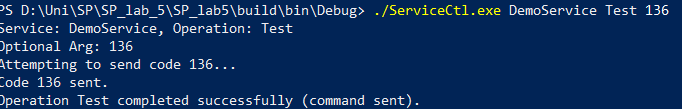 PS D:\Uni\SP\SP_lab_5\SP_lab5\build\bin\Debug> ./ServiceCtl.exe DemoService Test 136
Service: DemoService, Operation: Test
Optional Arg: 136
Attempting to send code 136...
Code 136 sent.
Operation Test completed successfully (command sent).